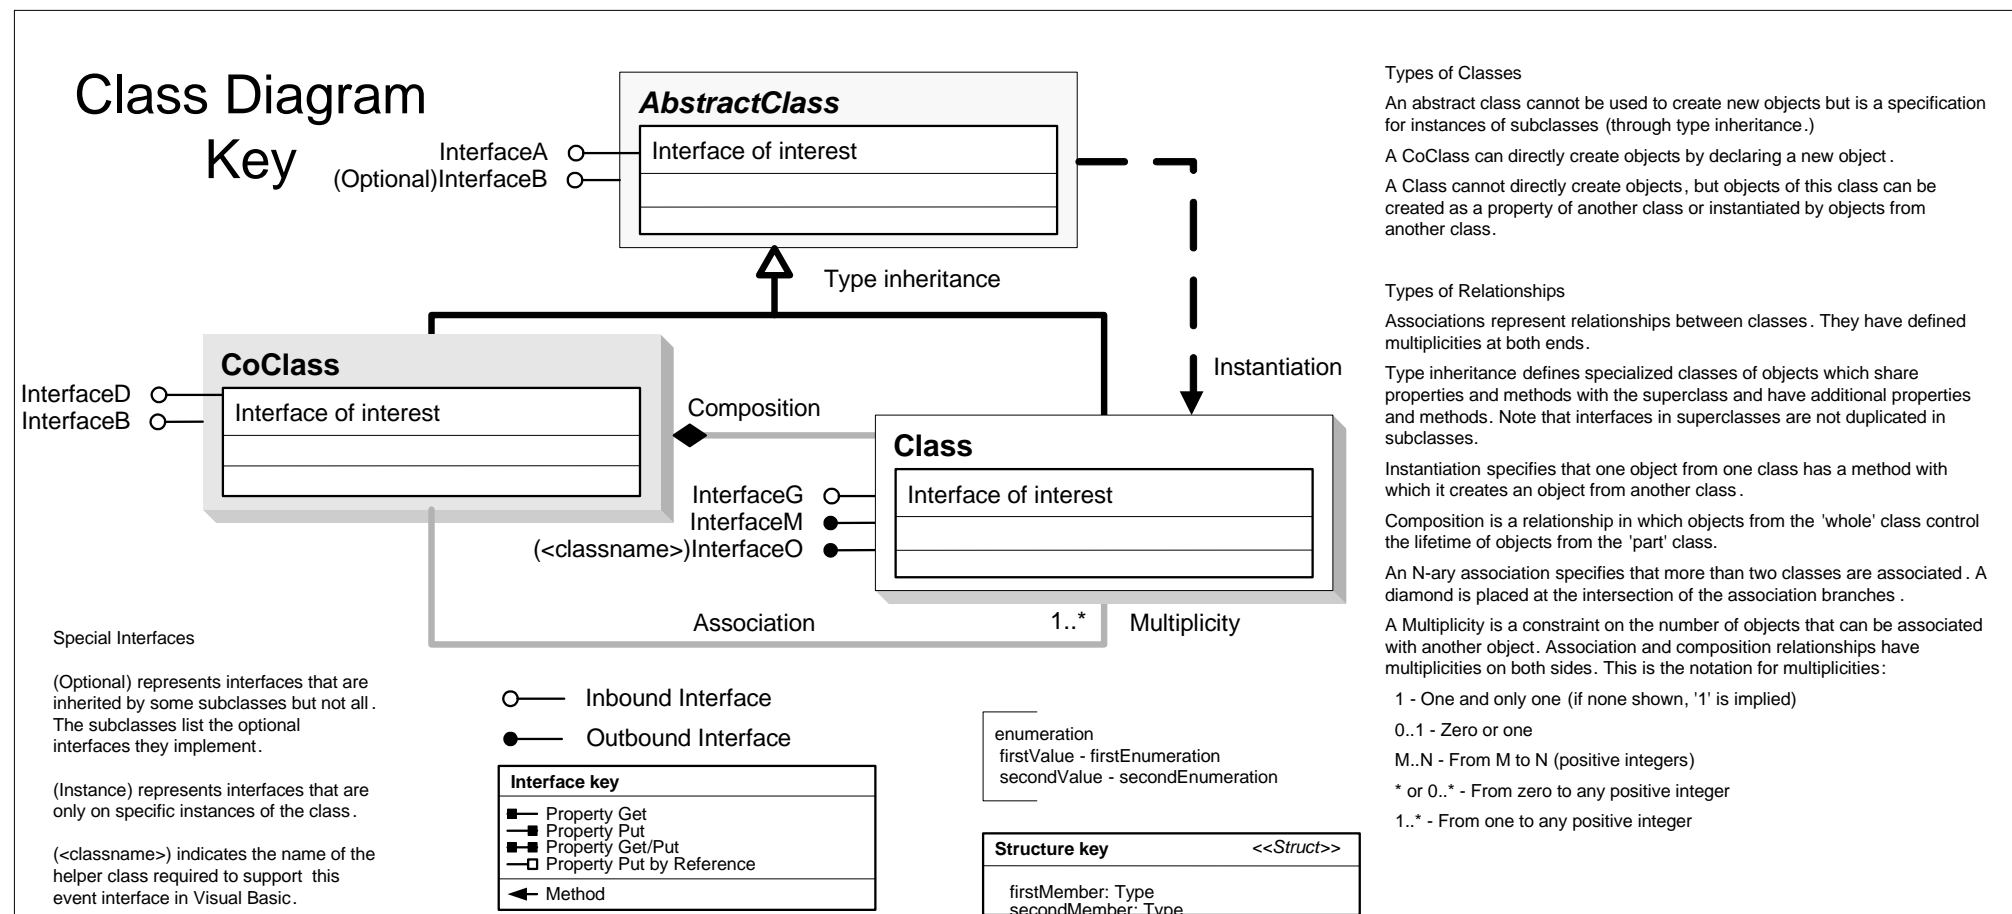 Class Diagram
Key
AbstractClass
Interface of interest
InterfaceA
(Optional)InterfaceB
Type inheritance
Instantiation
CoClass
Interface of interest
InterfaceD
InterfaceB
Composition
Class
Interface of interest
InterfaceG
InterfaceM
(<classname>)InterfaceO
Association
1..*
Multiplicity
Special Interfaces
(Optional) represents interfaces that are
inherited by some subclasses but not all.
The subclasses list the optional
interfaces they implement.
(Instance) represents interfaces that are
only on specific instances of the class.
(<classname>) indicates the name of the
helper class required to support this
event interface in Visual Basic.
Inbound Interface
Outbound Interface
Interface key
Property Get
Property Put
Property Get/Put
Property Put by Reference
Method
enumeration
firstValue - firstEnumeration
secondValue - secondEnumeration
Structure key <<Struct>>
firstMember: Type
secondMember: Type
Types of Classes
An abstract class cannot be used to create new objects but is a specification
for instances of subclasses (through type inheritance.)
A CoClass can directly create objects by declaring a new object.
A Class cannot directly create objects, but objects of this class can be
created as a property of another class or instantiated by objects from
another class.
Types of Relationships
Associations represent relationships between classes. They have defined
multiplicities at both ends.
Type inheritance defines specialized classes of objects which share
properties and methods with the superclass and have additional properties
and methods. Note that interfaces in superclasses are not duplicated in
subclasses.
Instantiation specifies that one object from one class has a method with
which it creates an object from another class.
Composition is a relationship in which objects from the 'whole' class control
the lifetime of objects from the 'part' class.
An N-ary association specifies that more than two classes are associated. A
diamond is placed at the intersection of the association branches.
A Multiplicity is a constraint on the number of objects that can be associated
with another object. Association and composition relationships have
multiplicities on both sides. This is the notation for multiplicities:
1 - One and only one (if none shown, '1' is implied)
0..1 - Zero or one
M..N - From M to N (positive integers)
* or 0..* - From zero to any positive integer
1..* - From one to any positive integer